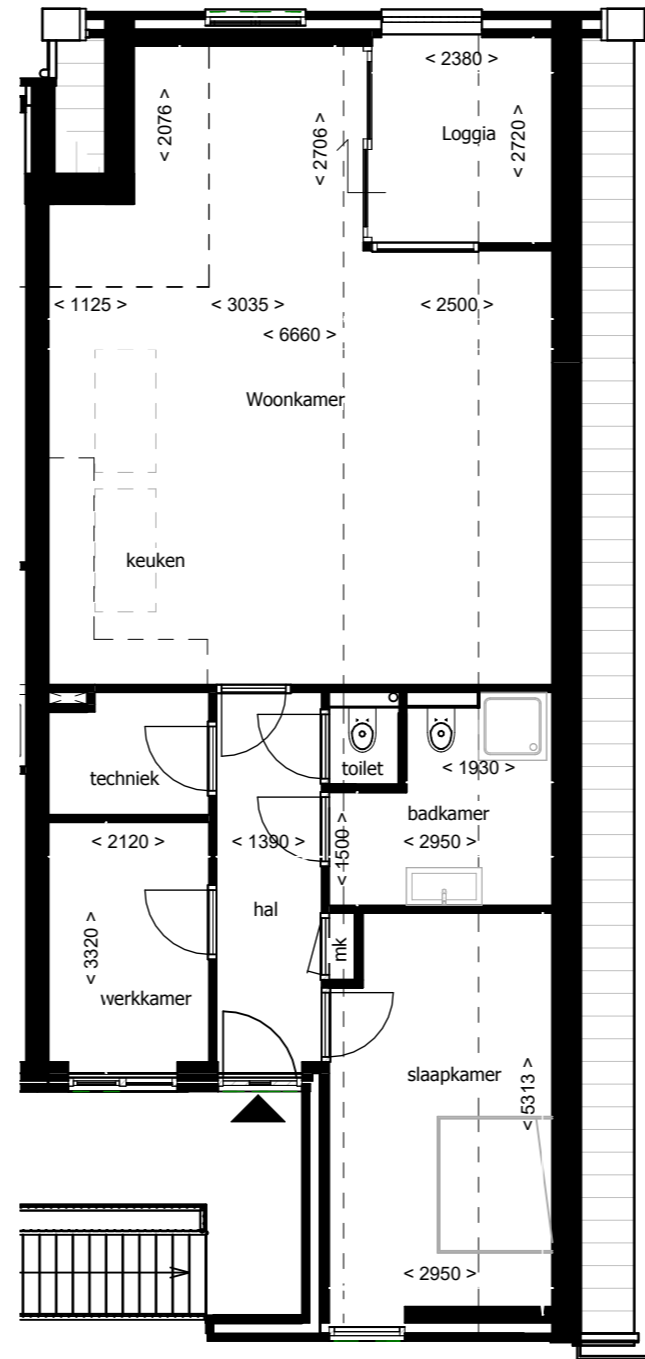 < 2380 >
< 2076 >
< 2706 >
Loggia
< 2720 >
< 1125 >
< 3035 >
< 2500 >
< 6660 >
Woonkamer
keuken
techniek
toilet
< 1930 >
badkamer
< 2120 >
< 1390 >
< 1500 >
< 2950 >
hal
< 3320 >
mk
werkkamer
slaapkamer
< 5313 >
< 2950 >